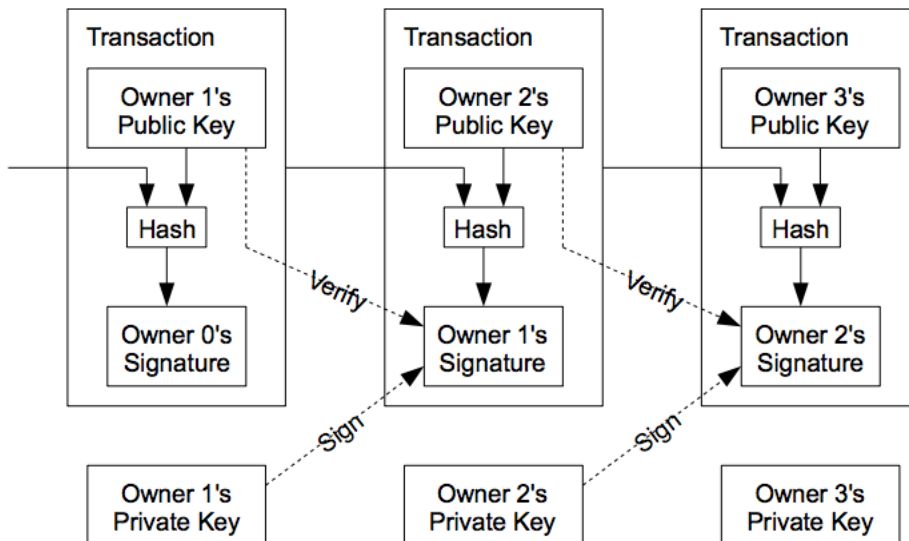 Transaction
Owner 1's
Public Key
Hash
Verify
Owner 0's
Signature
Transaction
Owner 2's
Public Key
Hash
Verify
Owner 1's
Signature
Sign
Transaction
Owner 3's
Public Key
Hash
Owner 2's
Signature
Sign
Owner 1's
Private Key
Owner 2's
Private Key
Owner 3's
Private Key